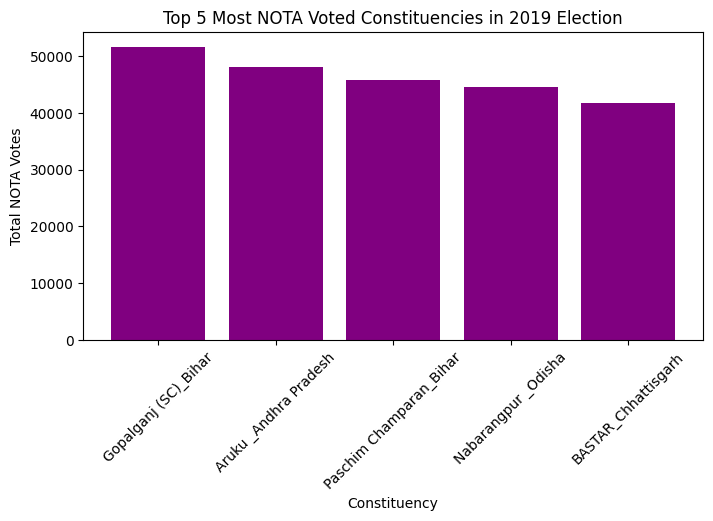 Top 5 Most NOTA Voted Constituencies in 2019 Election
Total NOTA Votes
50000
40000
30000
20000
10000
0
Gopalganj (SC)_Bihar
Aruku _Andhra Pradesh
Paschim Champaran_Bihar
Nabarangpur _Odisha
BASTAR_Chhattisgarh
Constituency